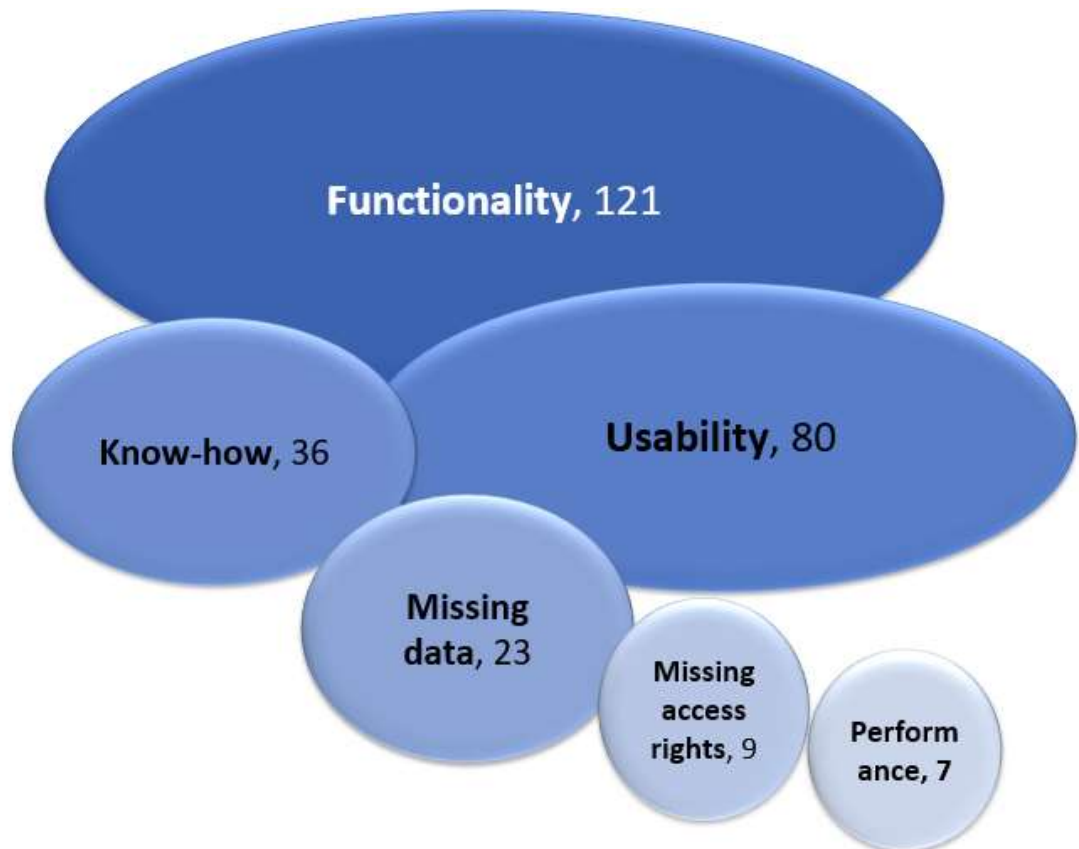 Functionality, 121
Know-how, 36
Usability, 80
Missing
data, 23
Missing
access
rights, 9
Perform
ance, 7